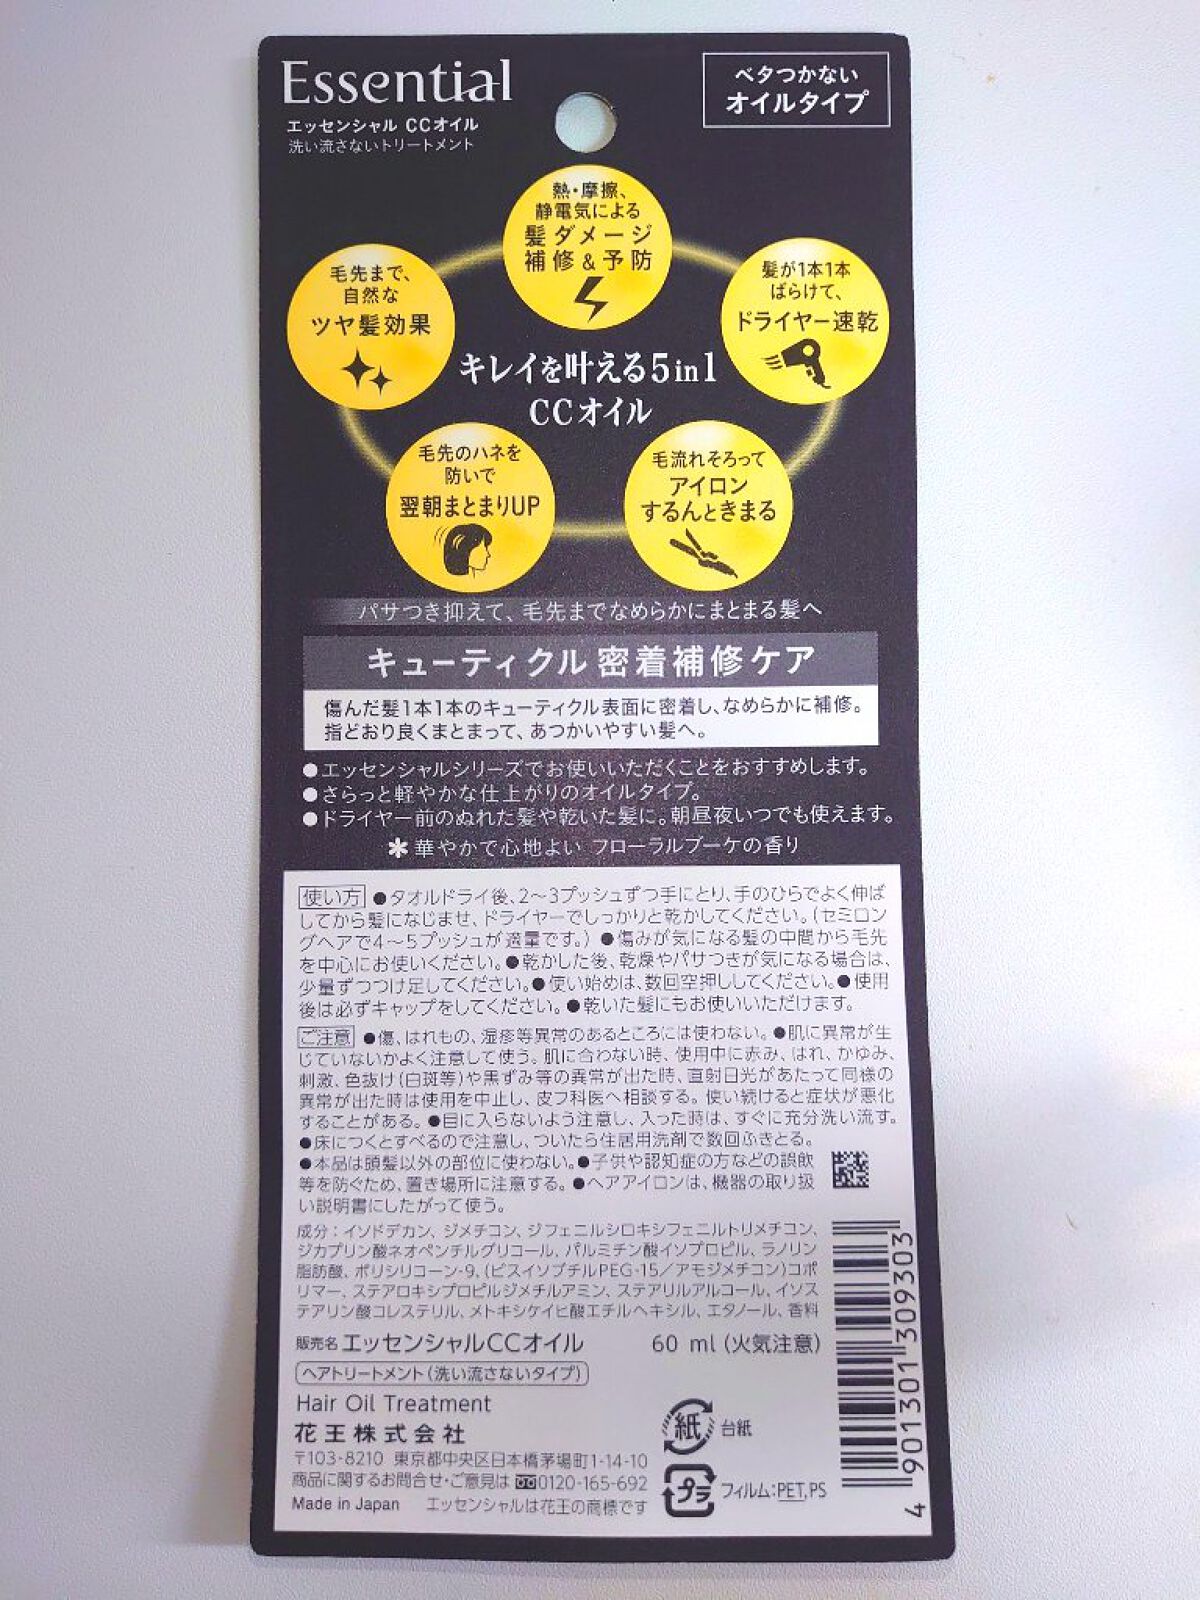 Essential
エッセンシャル CCオイル
洗い流さないトリートメント
ベタつかない
オイルタイプ
熱・摩擦、
静電気による
髪ダメージ
補修&予防
毛先まで、
自然な
ツヤ髪効果
髪が1本1本
ばらけて、
ドライヤー速乾
キレイを叶える5in1
CCオイル
毛先のハネを
防いで
翌朝まとまりUP
毛流れそろって
アイロン
するんときまる
パサつき抑えて、毛先までなめらかにまとまる髪へ
キューティクル 密着補修ケア
傷んだ髪1本1本のキューティクル表面に密着し、なめらかに補修。
指どおり良くまとまって、あつかいやすい髪へ。
●エッセンシャルシリーズでお使いいただくことをおすすめします。
●さらっと軽やかな仕上がりのオイルタイプ。
●ドライヤー前のぬれた髪や乾いた髪に。朝昼夜いつでも使えます。
✻華やかで心地よい フローラルブーケの香り
使い方 ●タオルドライ後、2〜3プッシュずつ手にとり、手のひらでよく伸ば
してから髪になじませ、ドライヤーでしっかりと乾かしてください。(セミロン
グヘアで4〜5プッシュが適量です。) ●傷みが気になる髪の中間から毛先
を中心にお使いください。●乾かした後、乾燥やパサつきが気になる場合は、
少量ずつつけ足してください。●使い始めは、数回空押ししてください。●使用
後は必ずキャップをしてください。●乾いた髪にもお使いいただけます。
ご注意 ●傷、はれもの、湿疹等異常のあるところには使わない。●肌に異常が生
じていないかよく注意して使う。肌に合わない時、使用中に赤み、はれ、かゆみ、
刺激、色抜け(白斑等)や黒ずみ等の異常が出た時、直射日光があたって同様の
異常が出た時は使用を中止し、皮フ科医へ相談する。使い続けると症状が悪化
することがある。●目に入らないよう注意し、入った時は、すぐに充分洗い流す。
●床につくとすべるので注意し、ついたら住居用洗剤で数回ふきとる。
●本品は頭髪以外の部位に使わない。●子供や認知症の方などの誤飲
等を防ぐため、置き場所に注意する。●ヘアアイロンは、機器の取り扱
い説明書にしたがって使う。
成分：イソドデカン、ジメチコン、ジフェニルシロキシフェニルトリメチコン、
ジカプリン酸ネオペンチルグリコール、パルミチン酸イソプロピル、ラノリン
脂肪酸、ポリシリコーン-9、(ビスイソブチルPEG-15／アモジメチコン)コポ
リマー、ステアロキシプロピルジメチルアミン、ステアリルアルコール、イソス
テアリン酸コレステリル、メトキシケイヒ酸エチルヘキシル、エタノール、香料
販売名 エッセンシャルCCオイル 60 ml (火気注意)
ヘアトリートメント(洗い流さないタイプ)
Hair Oil Treatment
花王株式会社
〒103-8210 東京都中央区日本橋茅場町1-14-10
商品に関するお問合せ・ご意見は 0120-165-692
Made in Japan エッセンシャルは花王の商標です
紙 台紙
プラ フィルム:PET,PS
4 901301 309303